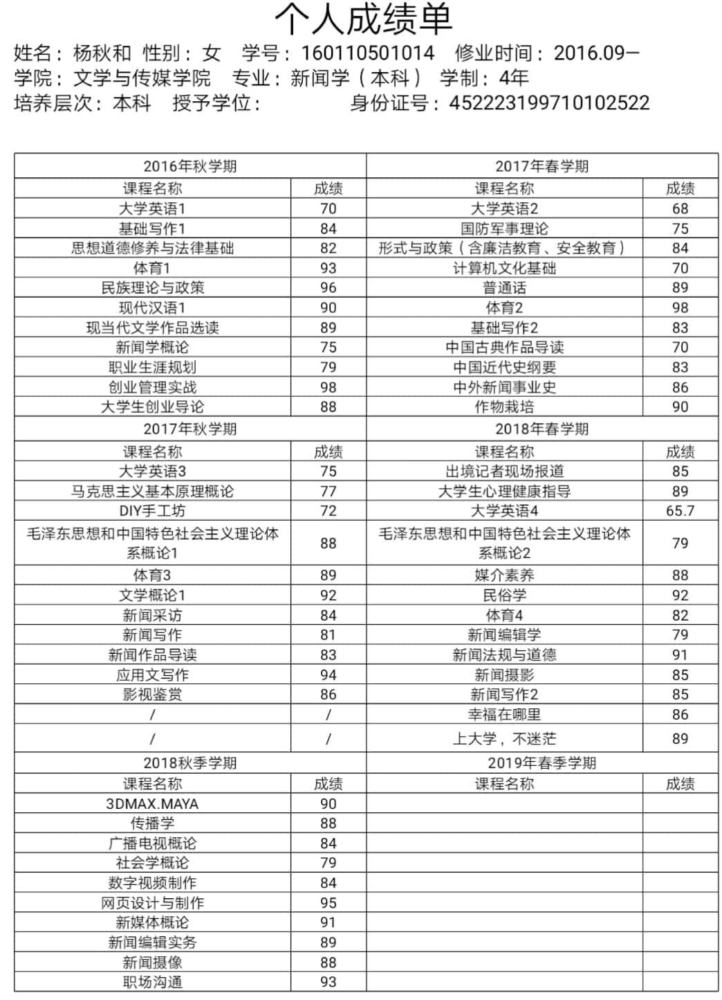 个人成绩单
姓名：杨秋和 性别：女 学号：160110501014 修业时间：2016.09—
学院：文学与传媒学院 专业：新闻学（本科） 学制：4年
培养层次：本科 授予学位： 身份证号：452223199710102522
2016年秋学期 2017年春学期
课程名称 成绩 课程名称 成绩
大学英语1 70 大学英语2 68
基础写作1 84 国防军事理论 75
思想道德修养与法律基础 82 形式与政策（含廉洁教育、安全教育） 84
体育1 93 计算机文化基础 70
民族理论与政策 96 普通话 89
现代汉语1 90 体育2 98
现当代文学作品选读 89 基础写作2 83
新闻学概论 75 中国古典作品导读 70
职业生涯规划 79 中国近代史纲要 83
创业管理实战 98 中外新闻事业史 86
大学生创业导论 88 作物栽培 90
2017年秋学期 2018年春学期
课程名称 成绩 课程名称 成绩
大学英语3 75 出境记者现场报道 85
马克思主义基本原理概论 77 大学生心理健康指导 89
DIY手工坊 72 大学英语4 65.7
毛泽东思想和中国特色社会主义理论体
系概论1 88 毛泽东思想和中国特色社会主义理论体
系概论2 79
体育3 89 媒介素养 88
文学概论1 92 民俗学 92
新闻采访 84 体育4 82
新闻写作 81 新闻编辑学 79
新闻作品导读 83 新闻法规与道德 91
应用文写作 94 新闻摄影 85
影视鉴赏 86 新闻写作2 85
/ / 幸福在哪里 86
/ / 上大学，不迷茫 89
2018秋季学期 2019年春季学期
课程名称 成绩 课程名称 成绩
3DMAX.MAYA 90
传播学 88
广播电视概论 84
社会学概论 79
数字视频制作 84
网页设计与制作 95
新媒体概论 91
新闻编辑实务 89
新闻摄像 88
职场沟通 93